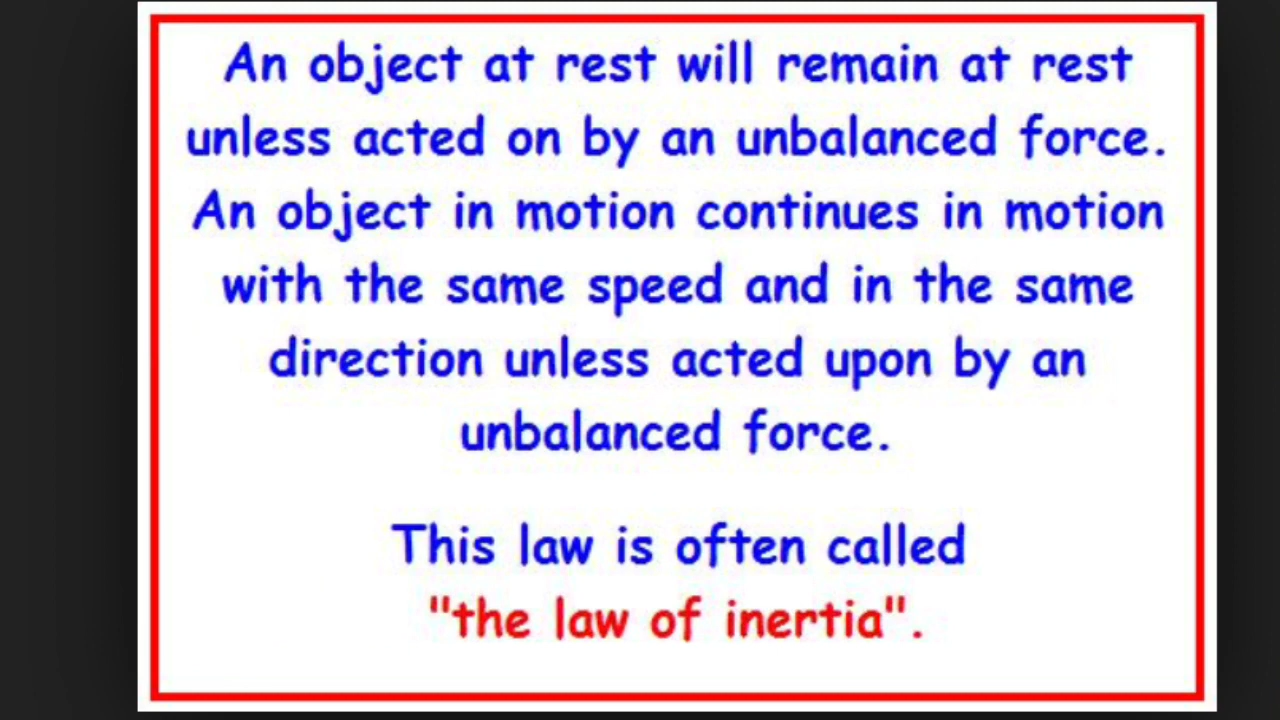 An object at rest will remain at rest
unless acted on by an unbalanced force.
An object in motion continues in motion
with the same speed and in the same
direction unless acted upon by an
unbalanced force.
This law is often called
"the law of inertia".